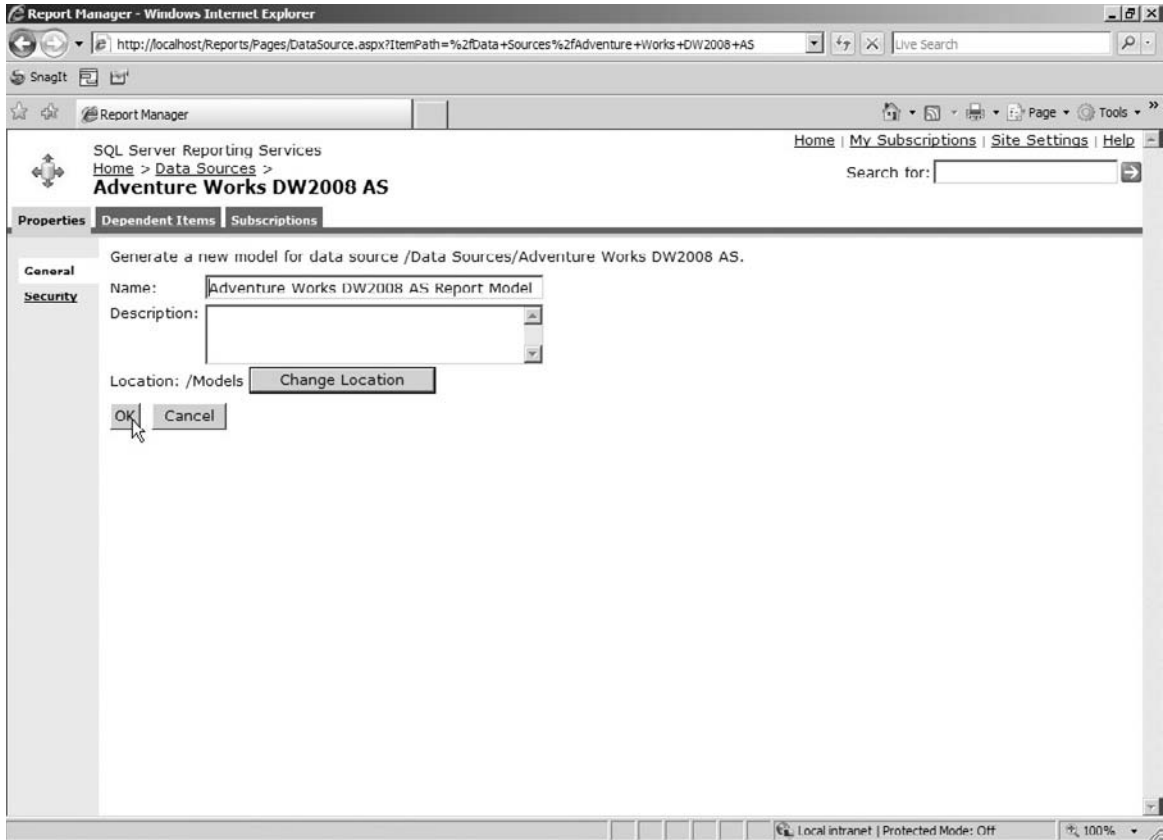 Report Manager - Windows Internet Explorer
http://localhost/Reports/Pages/DataSource.aspx?ItemPath=%2fData+Sources%2fAdventure+Works+DW2008+AS
Live Search
SnagIt
Report Manager
Page
Tools
SQL Server Reporting Services
Home | My Subscriptions | Site Settings | Help
Home > Data Sources >
Adventure Works DW2008 AS
Search for:
Properties Dependent Items Subscriptions
General
Security
Generate a new model for data source /Data Sources/Adventure Works DW2008 AS.
Name: Adventure Works DW2008 AS Report Model
Description:
Location: /Models Change Location
OK Cancel
Local intranet | Protected Mode: Off
100%